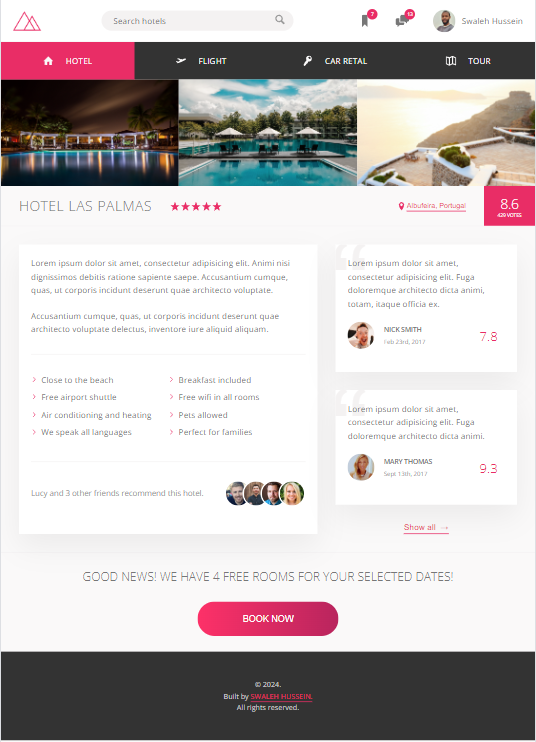 Search hotels
7
13
Swaleh Hussein
HOTEL
FLIGHT
CAR RETAL
TOUR
HOTEL LAS PALMAS
★★★★★
Albufeira, Portugal
8.6
429 VOTES
Lorem ipsum dolor sit amet, consectetur adipisicing elit. Animi nisi
dignissimos debitis ratione sapiente saepe. Accusantium cumque,
quas, ut corporis incidunt deserunt quae architecto voluptate.
Accusantium cumque, quas, ut corporis incidunt deserunt quae
architecto voluptate delectus, inventore iure aliquid aliquam.
Close to the beach
Breakfast included
Free airport shuttle
Free wifi in all rooms
Air conditioning and heating
Pets allowed
We speak all languages
Perfect for families
Lucy and 3 other friends recommend this hotel.
“
Lorem ipsum dolor sit amet,
consectetur adipisicing elit. Fuga
doloremque architecto dicta animi,
totam, itaque officia ex.
NICK SMITH
Feb 23rd, 2017
7.8
“
Lorem ipsum dolor sit amet,
consectetur adipisicing elit. Fuga
doloremque architecto dicta animi.
MARY THOMAS
Sept 13th, 2017
9.3
Show all →
GOOD NEWS! WE HAVE 4 FREE ROOMS FOR YOUR SELECTED DATES!
BOOK NOW
© 2024.
Built by SWALEH HUSSEIN.
All rights reserved.